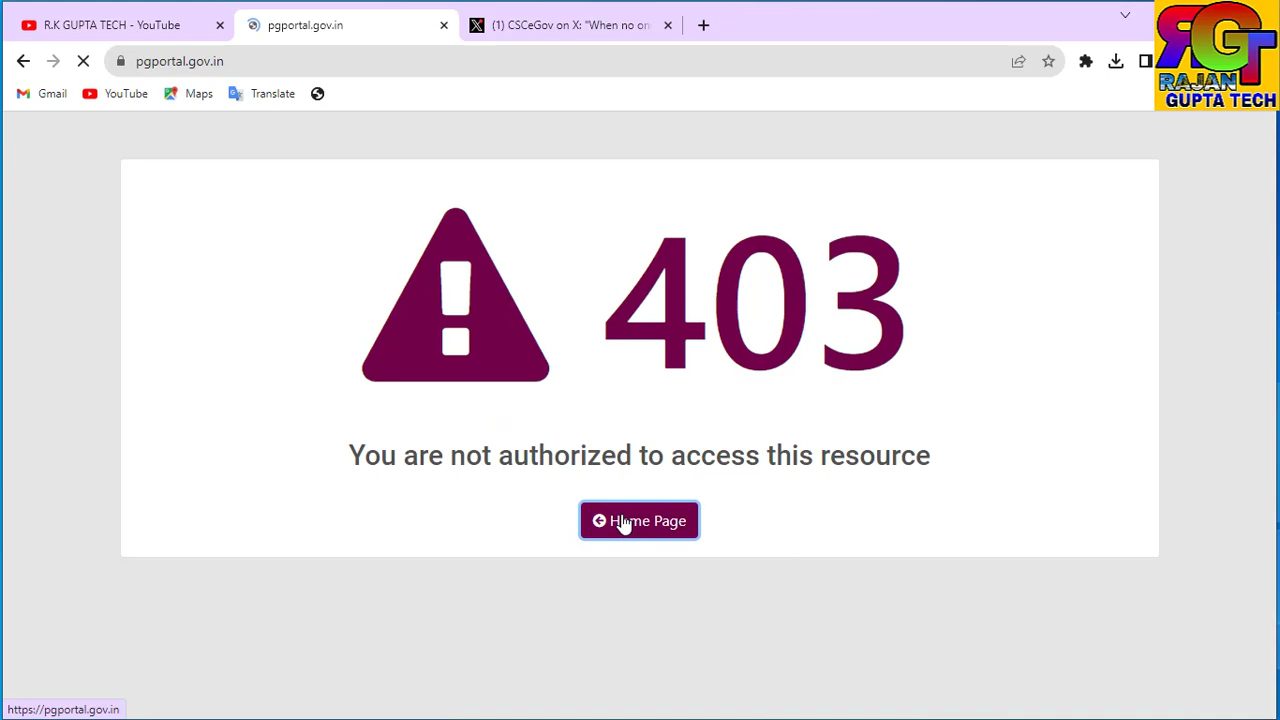 R.K GUPTA TECH - YouTube
pgportal.gov.in
(1) CSCeGov on X: "When no on
pgportal.gov.in
Gmail
YouTube
Maps
Translate
RGT
RAJAN
GUPTA TECH
403
You are not authorized to access this resource
Home Page
https://pgportal.gov.in